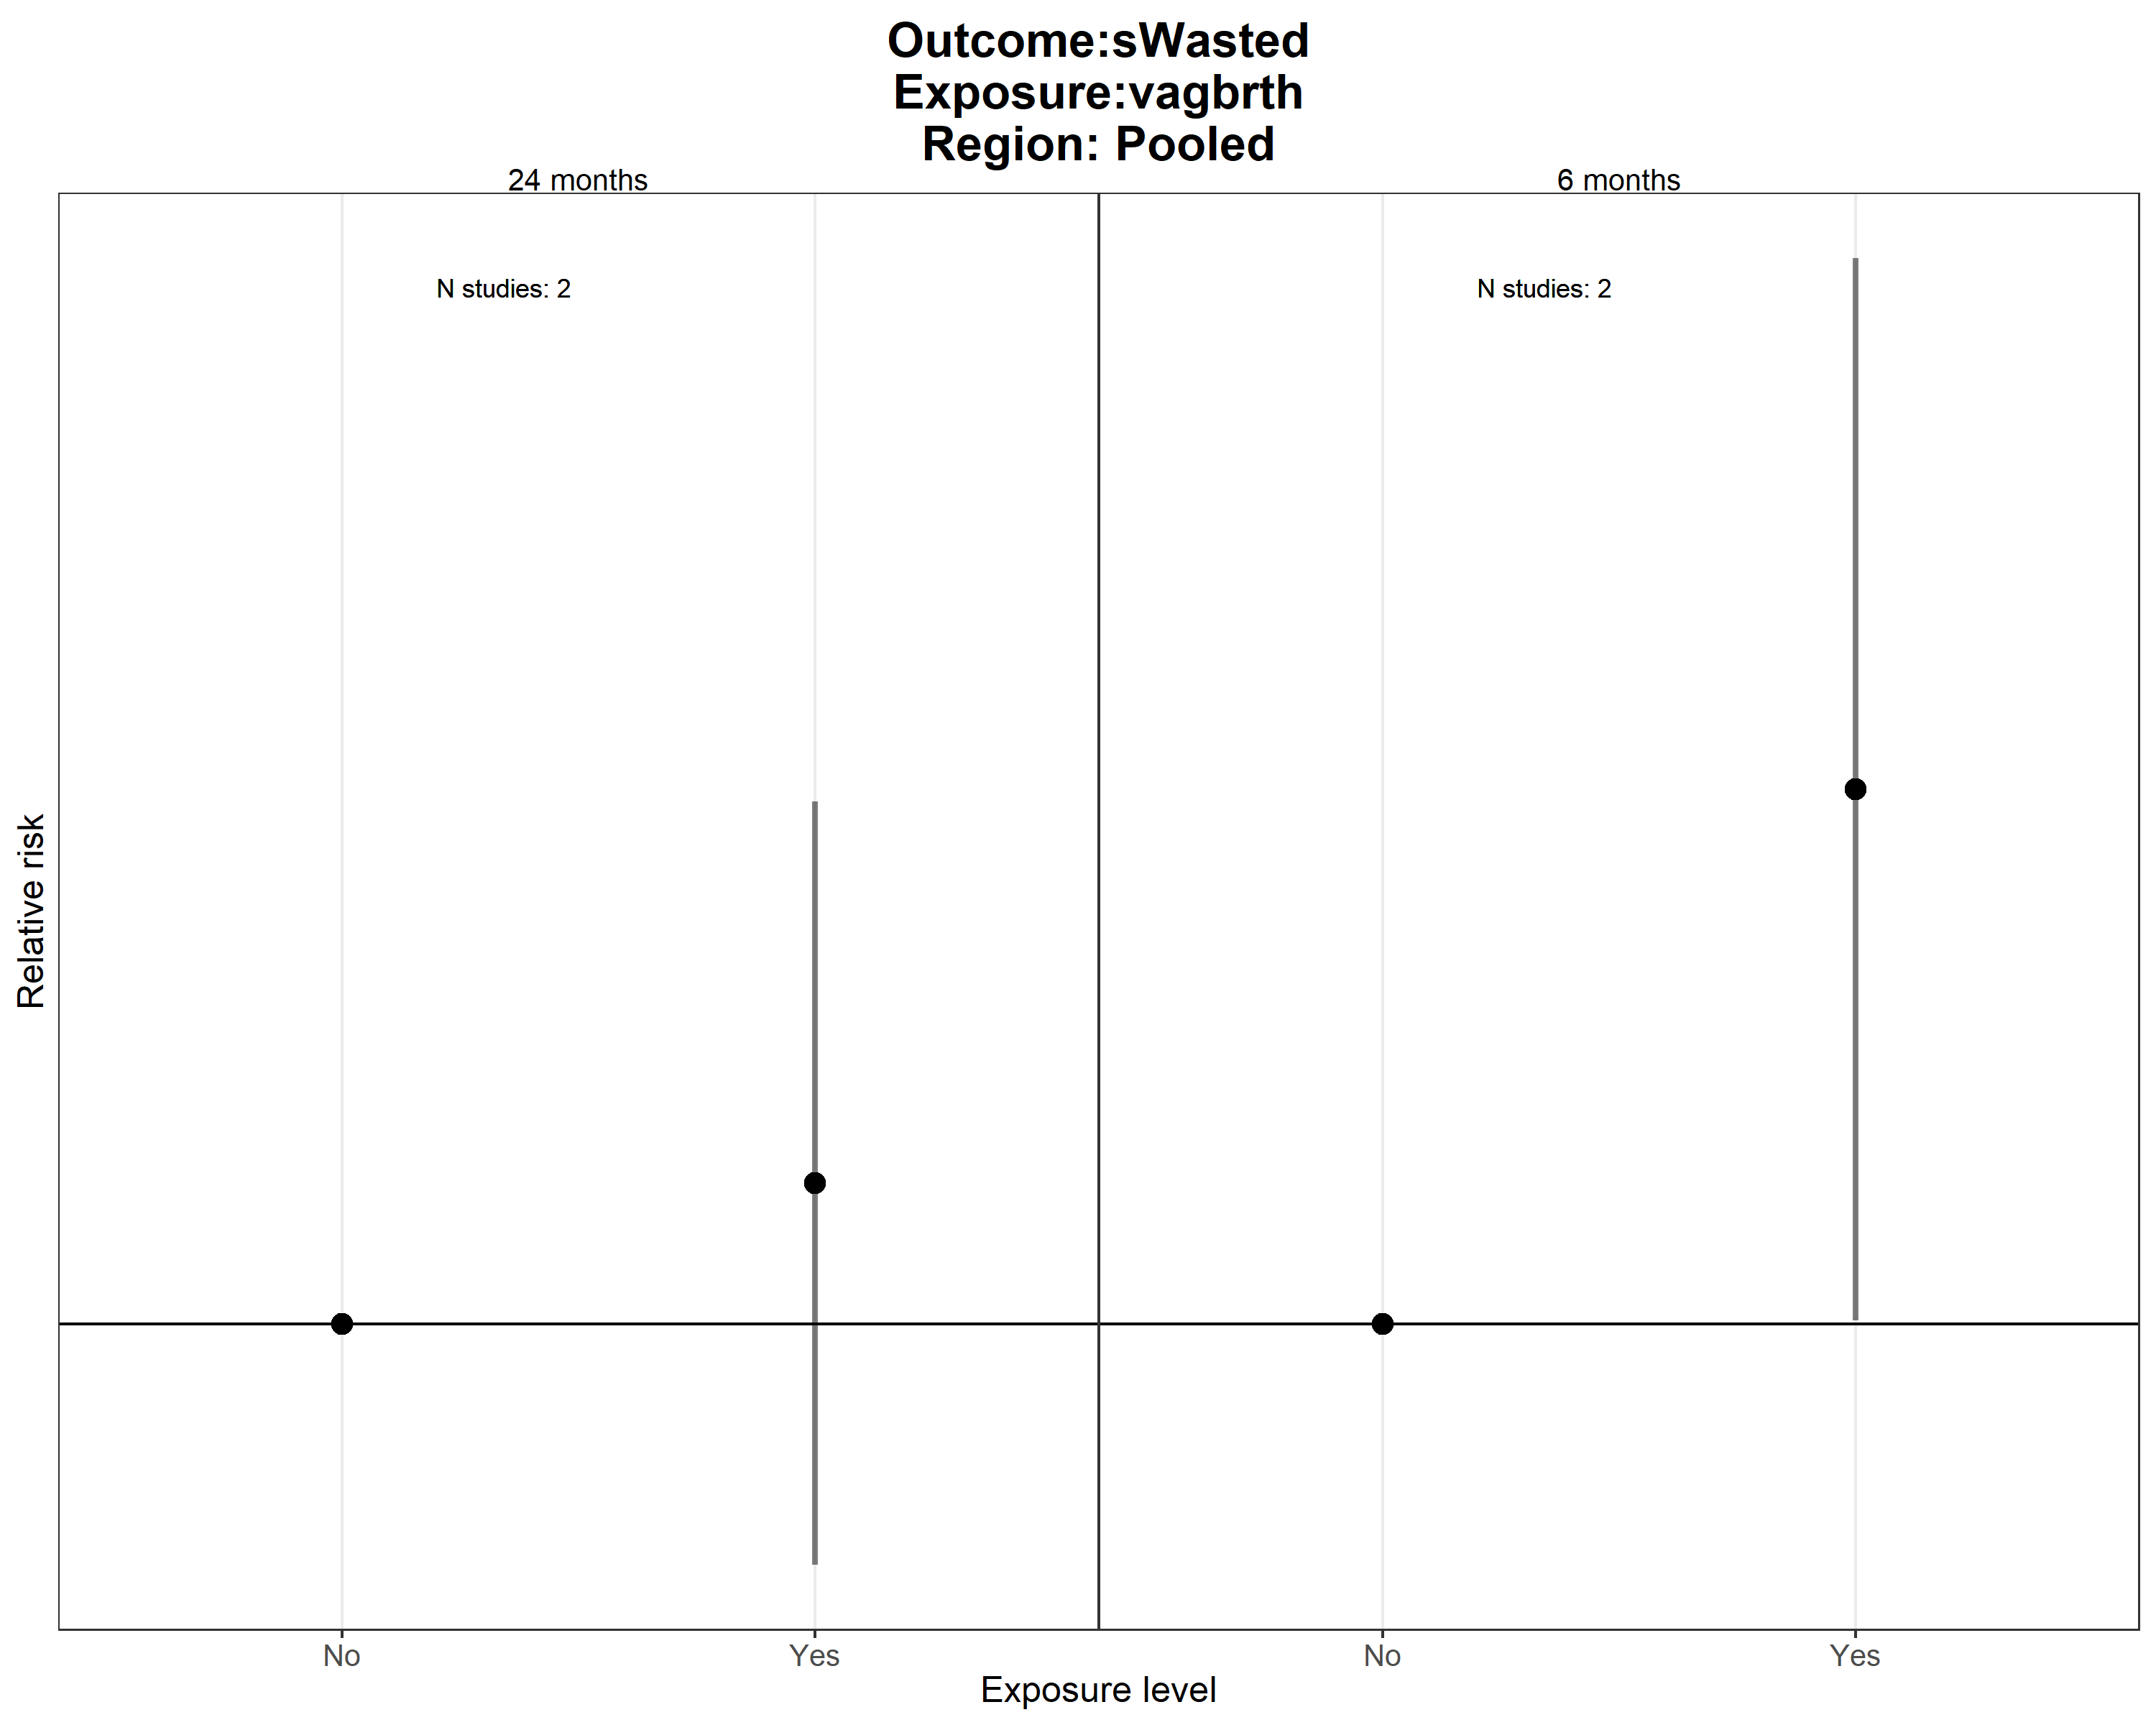 Outcome:sWasted
Exposure:vagbrth
Region: Pooled
24 months
6 months
N studies: 2
N studies: 2
Relative risk
No
Yes
No
Yes
Exposure level